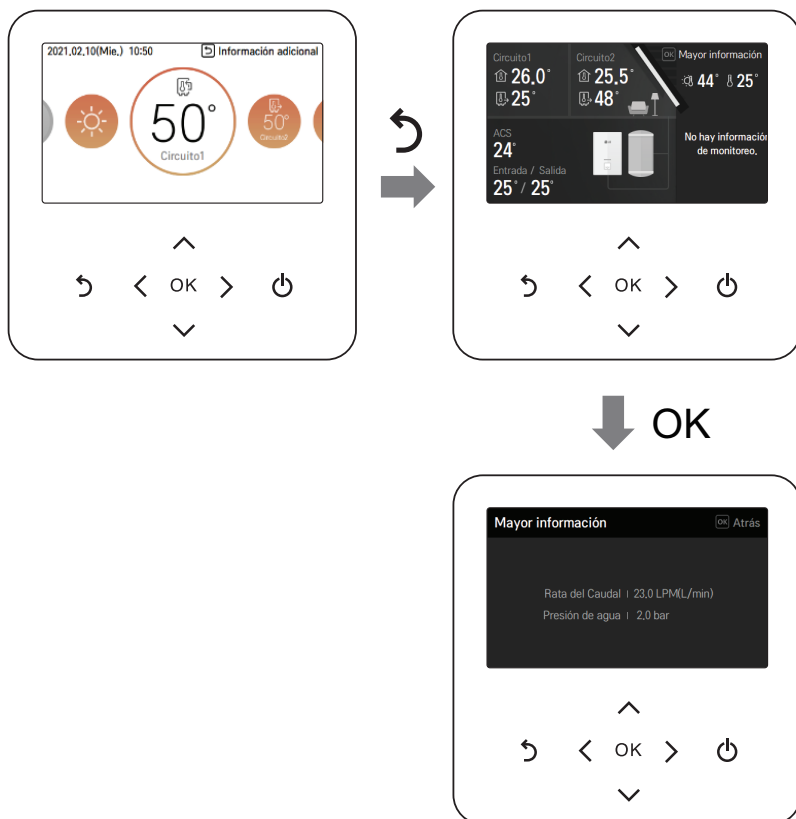 2021.02.10(Mie.) 10:50 Información adicional
50°
Circuito1
50°
Circuito2
OK
Circuito1
26.0°
25°
Circuito2
25.5°
48°
OK Mayor información
44° 25°
ACS
24°
Entrada / Salida
25° / 25°
No hay información
de monitoreo.
OK
OK
Mayor información OK Atrás
Rata del Caudal 23.0 LPM(L/min)
Presión de agua 2.0 bar
OK